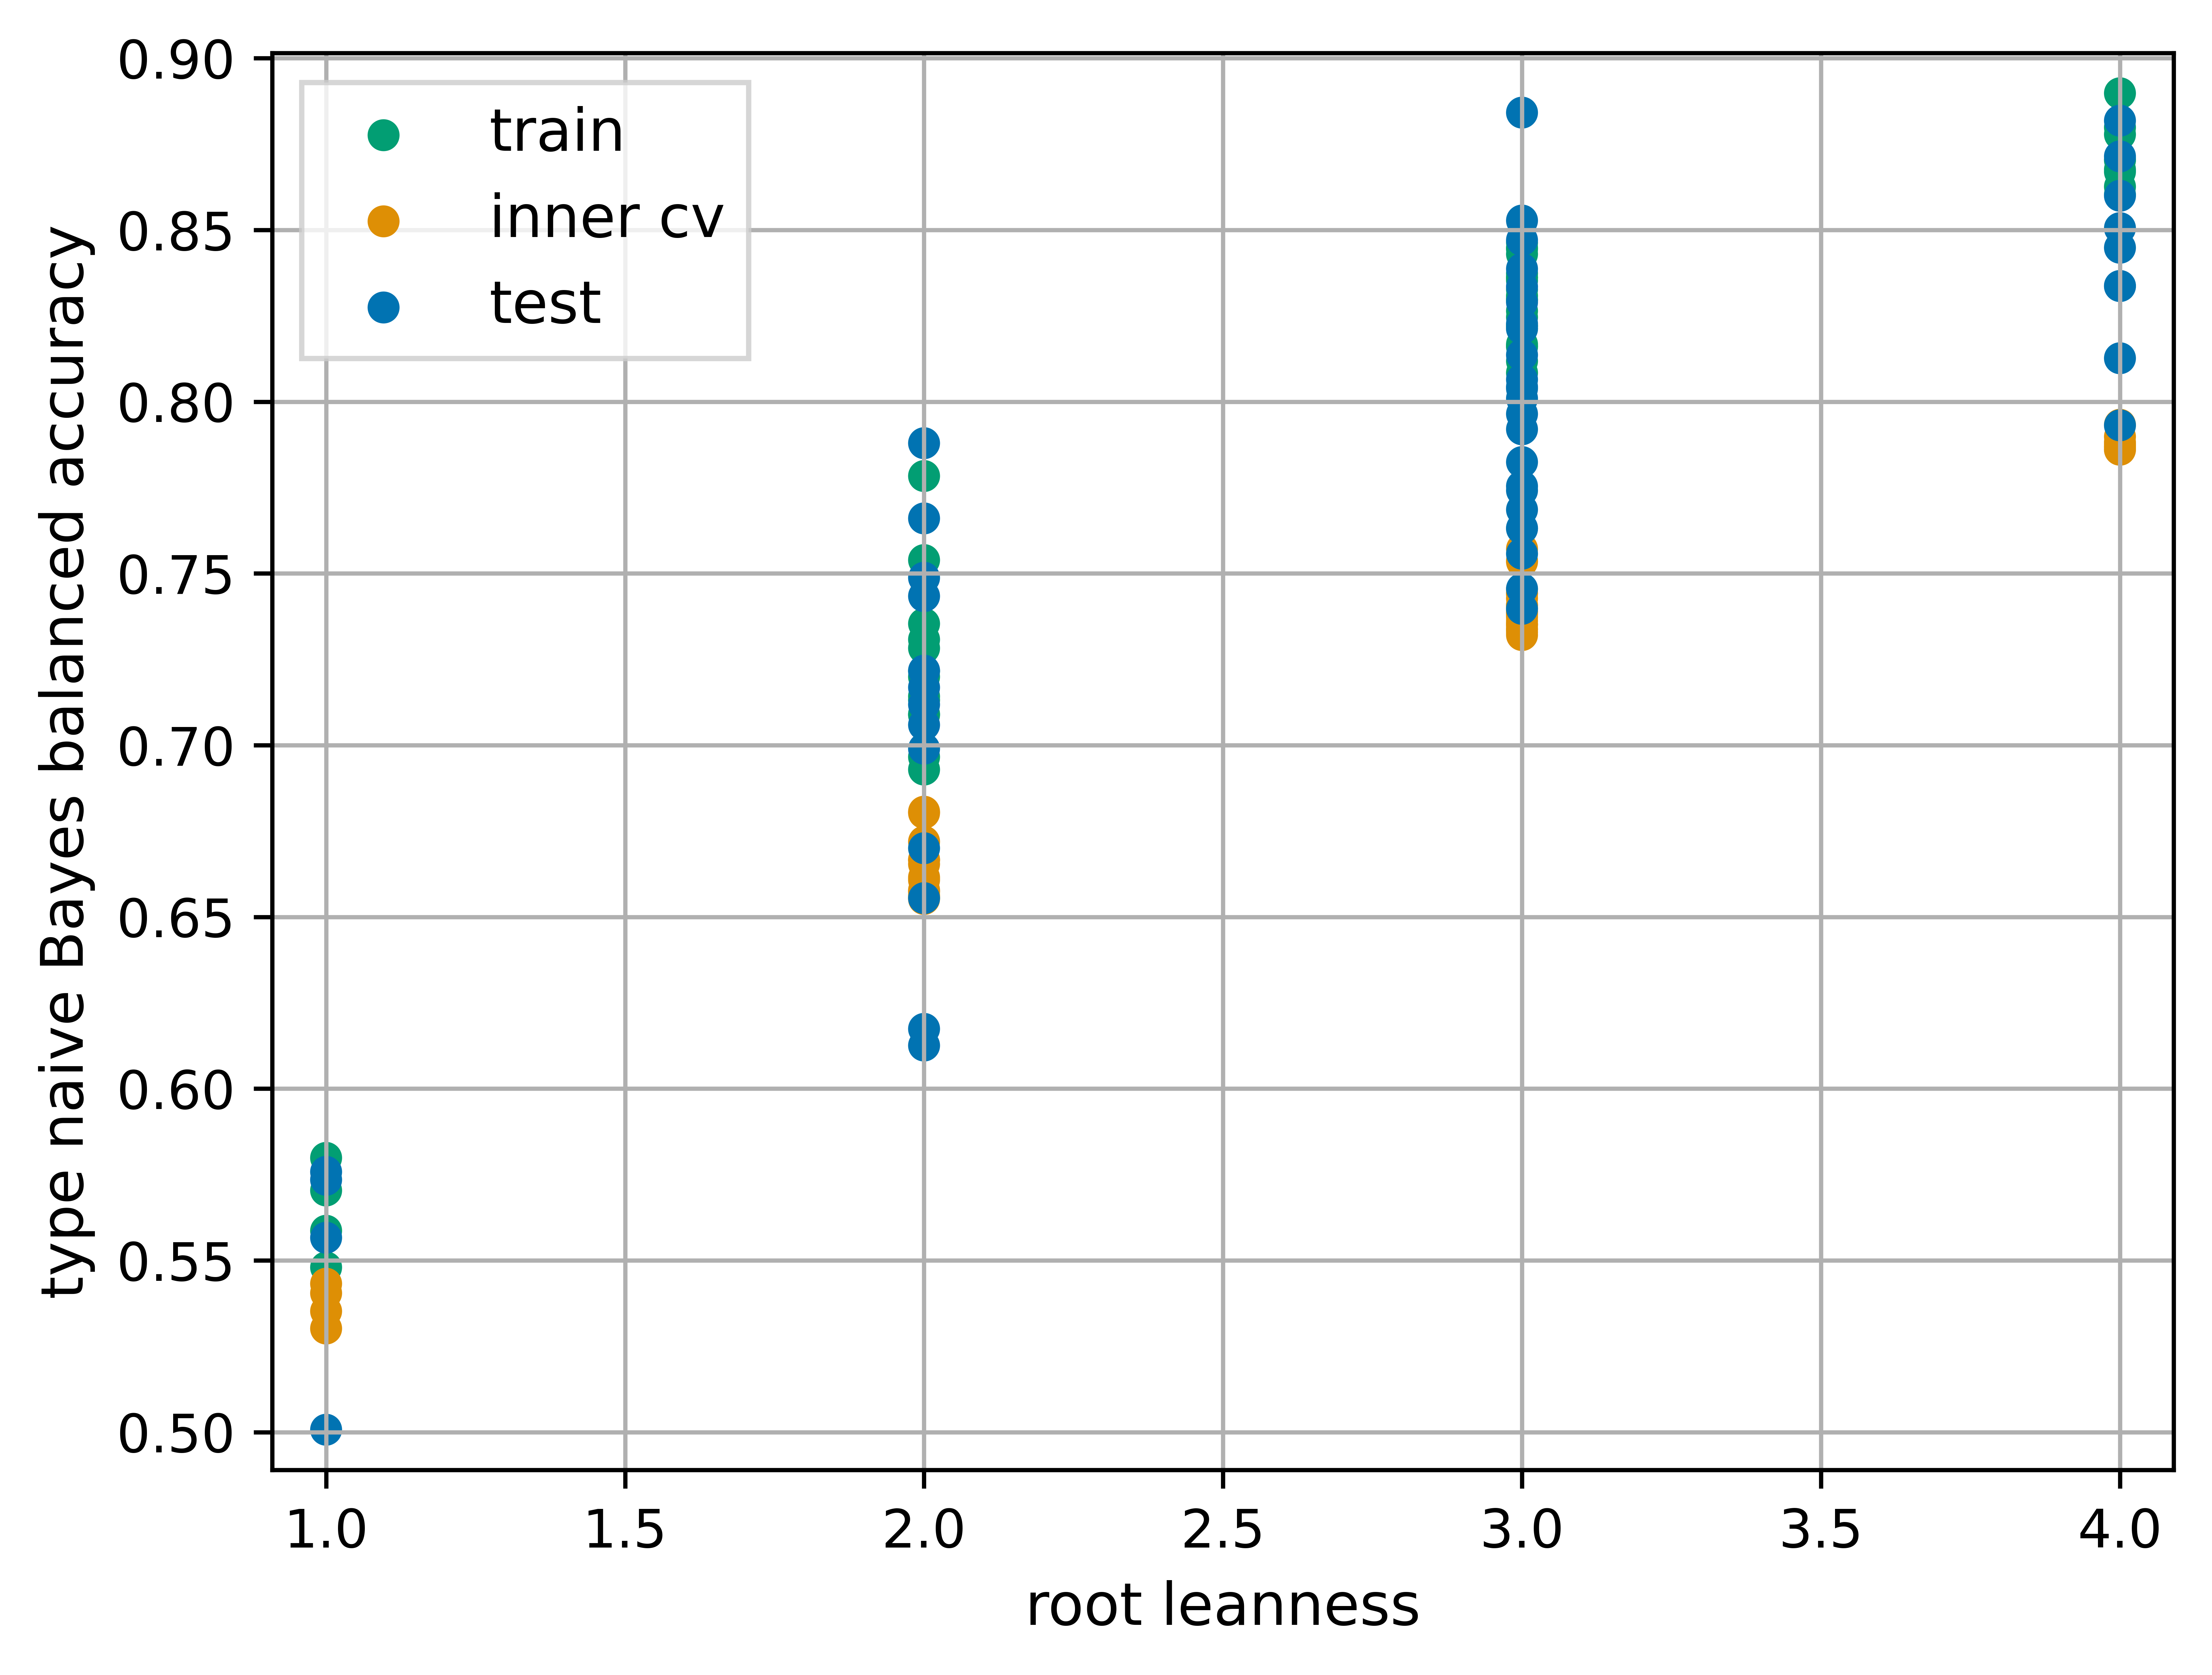 type naive Bayes balanced accuracy
0.90
0.85
0.80
0.75
0.70
0.65
0.60
0.55
0.50
train
inner cv
test
1.0 1.5 2.0 2.5 3.0 3.5 4.0
root leanness